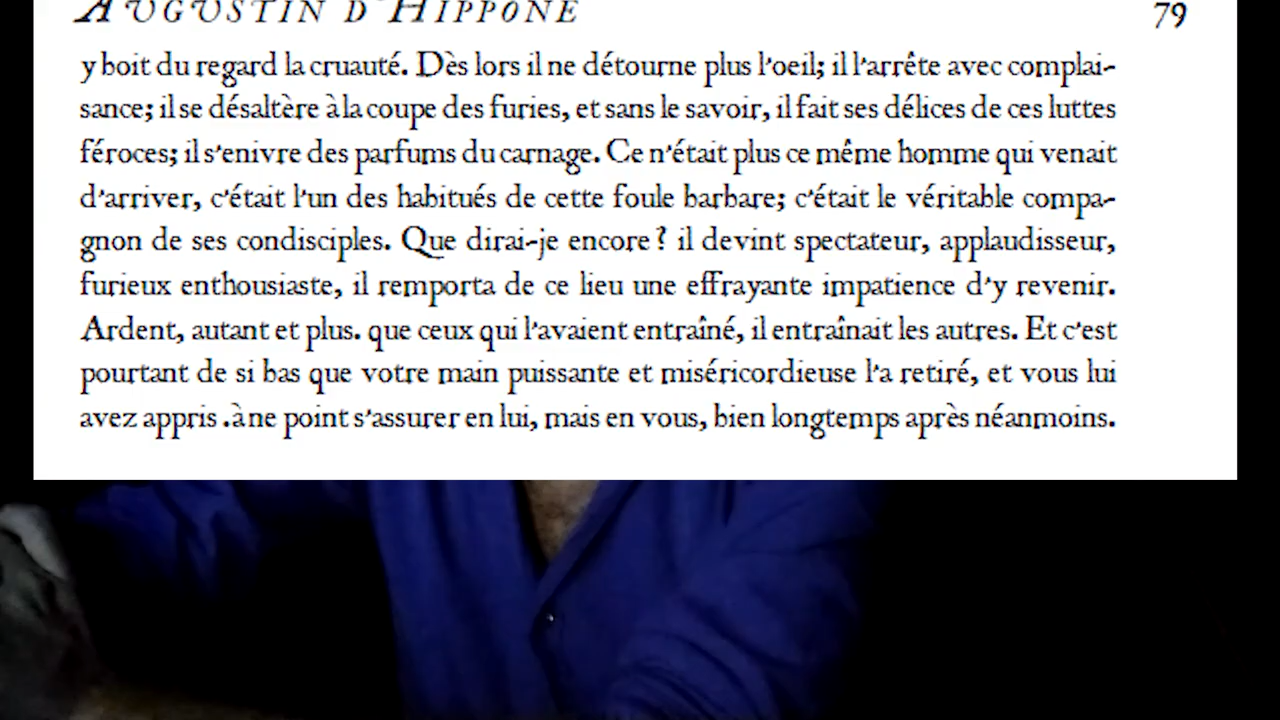 AUGUSTIN D'HIPPONE 79
y boit du regard la cruauté. Dès lors il ne détourne plus l'oeil; il l'arrête avec complai-
sance; il se désaltère à la coupe des furies, et sans le savoir, il fait ses délices de ces luttes
féroces; il s'enivre des parfums du carnage. Ce n'était plus ce même homme qui venait
d'arriver, c'était l'un des habitués de cette foule barbare; c'était le véritable compa-
gnon de ses condisciples. Que dirai-je encore ? il devint spectateur, applaudisseur,
furieux enthousiaste, il remporta de ce lieu une effrayante impatience d'y revenir.
Ardent, autant et plus. que ceux qui l'avaient entraîné, il entraînait les autres. Et c'est
pourtant de si bas que votre main puissante et miséricordieuse l'a retiré, et vous lui
avez appris .à ne point s'assurer en lui, mais en vous, bien longtemps après néanmoins.